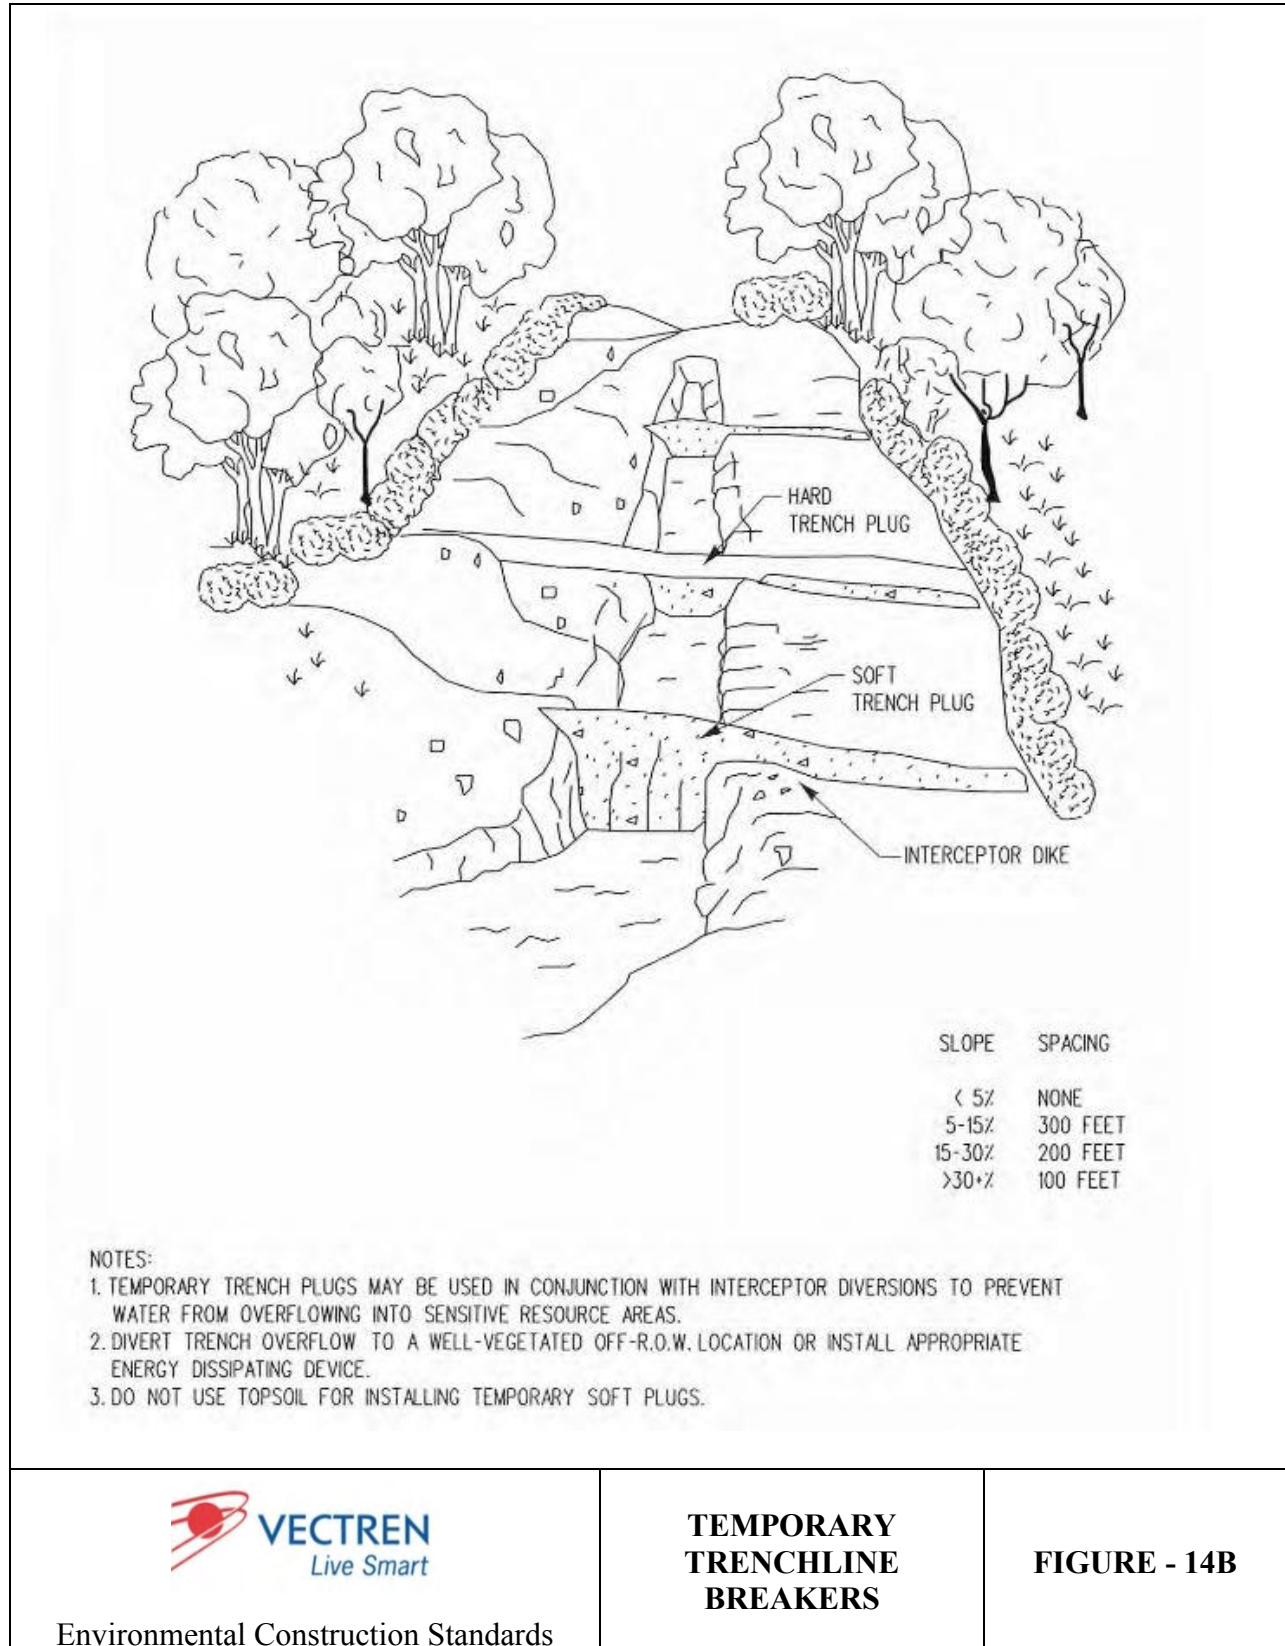 HARD
TRENCH PLUG
SOFT
TRENCH PLUG
INTERCEPTOR DIKE
SLOPE SPACING
< 5% NONE
5-15% 300 FEET
15-30% 200 FEET
>30+% 100 FEET
NOTES:
1. TEMPORARY TRENCH PLUGS MAY BE USED IN CONJUNCTION WITH INTERCEPTOR DIVERSIONS TO PREVENT
WATER FROM OVERFLOWING INTO SENSITIVE RESOURCE AREAS.
2. DIVERT TRENCH OVERFLOW TO A WELL-VEGETATED OFF-R.O.W. LOCATION OR INSTALL APPROPRIATE
ENERGY DISSIPATING DEVICE.
3. DO NOT USE TOPSOIL FOR INSTALLING TEMPORARY SOFT PLUGS.
VECTREN
Live Smart
Environmental Construction Standards
TEMPORARY
TRENCHLINE
BREAKERS
FIGURE - 14B